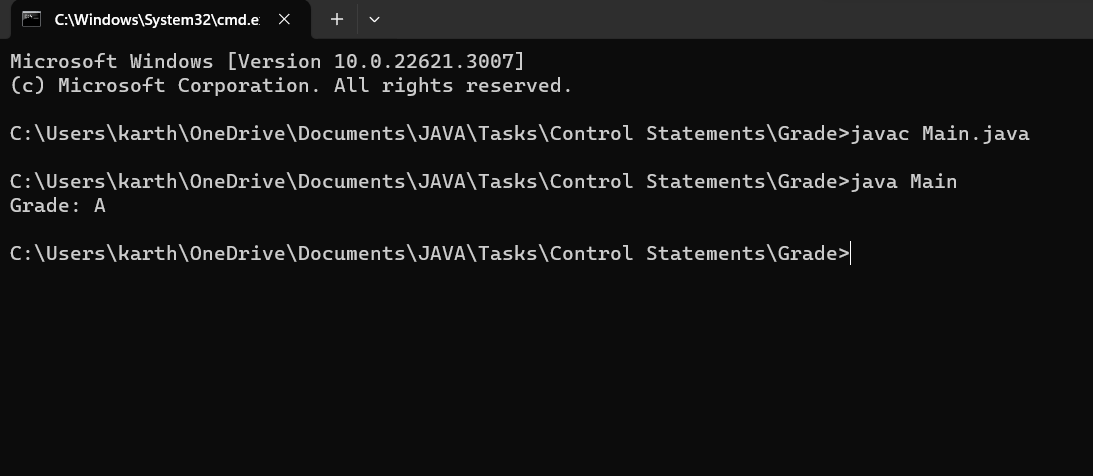 C:\Windows\System32\cmd.e
Microsoft Windows [Version 10.0.22621.3007]
(c) Microsoft Corporation. All rights reserved.
C:\Users\karth\OneDrive\Documents\JAVA\Tasks\Control Statements\Grade>javac Main.java
C:\Users\karth\OneDrive\Documents\JAVA\Tasks\Control Statements\Grade>java Main
Grade: A
C:\Users\karth\OneDrive\Documents\JAVA\Tasks\Control Statements\Grade>